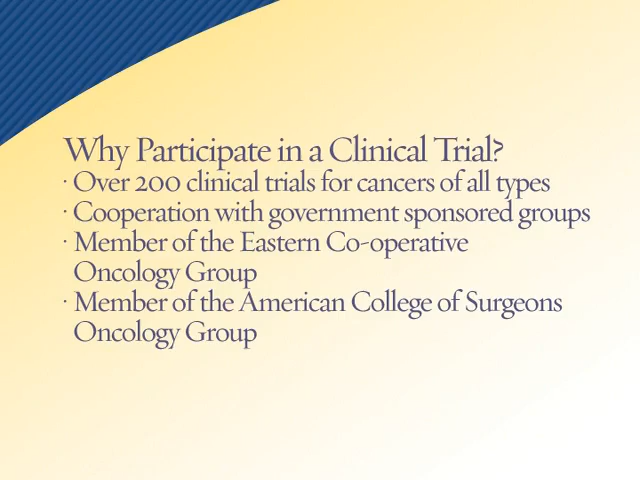 Why Participate in a Clinical Trial?
· Over 200 clinical trials for cancers of all types
· Cooperation with government sponsored groups
· Member of the Eastern Co-operative
Oncology Group
· Member of the American College of Surgeons
Oncology Group